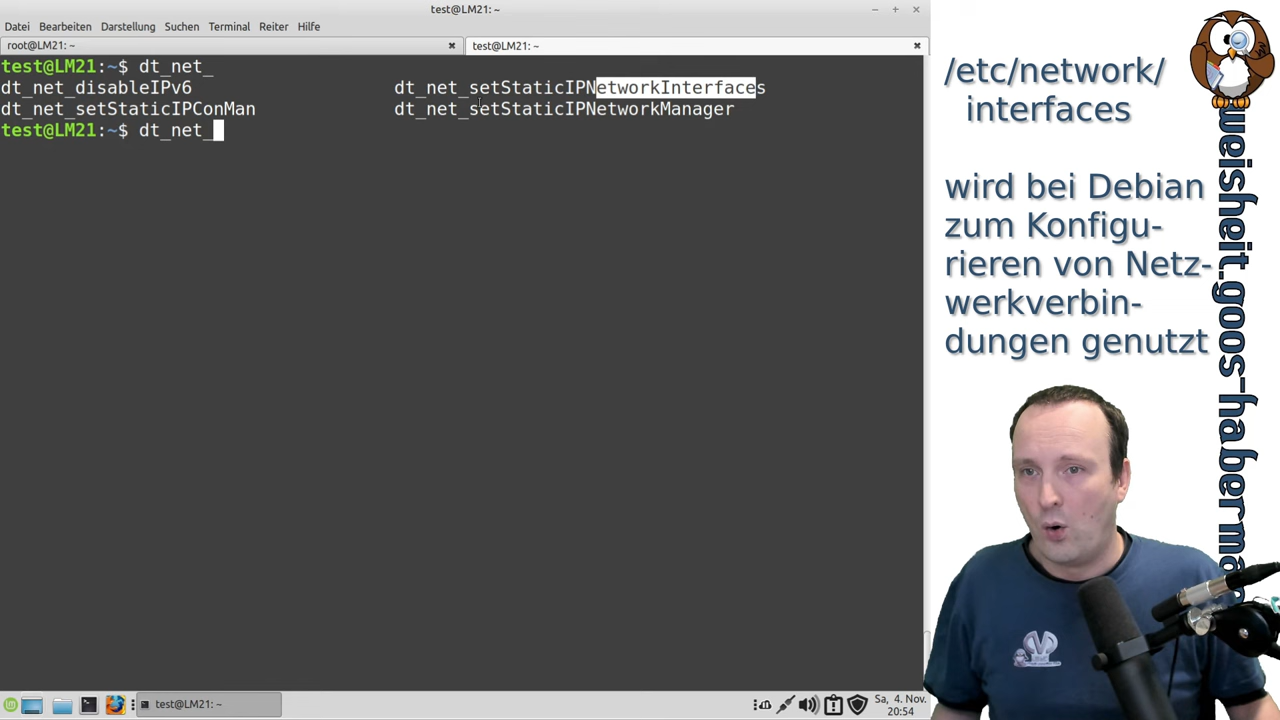 test@LM21: ~
Datei Bearbeiten Darstellung Suchen Terminal Reiter Hilfe
root@LM21: ~
test@LM21: ~
test@LM21:~$ dt_net_
dt_net_disableIPv6 dt_net_setStaticIPNetworkInterfaces
dt_net_setStaticIPConMan dt_net_setStaticIPNetworkManager
test@LM21:~$ dt_net_
/etc/network/
interfaces
wird bei Debian
zum Konfigu-
rieren von Netz-
werkverbin-
dungen genutzt
weisheit.goos-haberma
test@LM21: ~
Sa, 4. Nov.
20:54